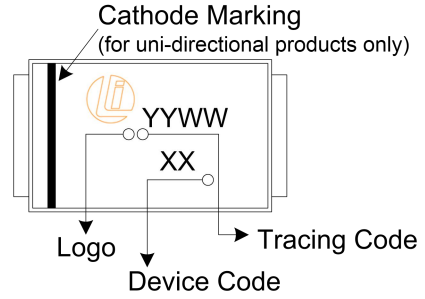 Cathode Marking
(for uni-directional products only)
YYWW
XX
Logo
Tracing Code
Device Code